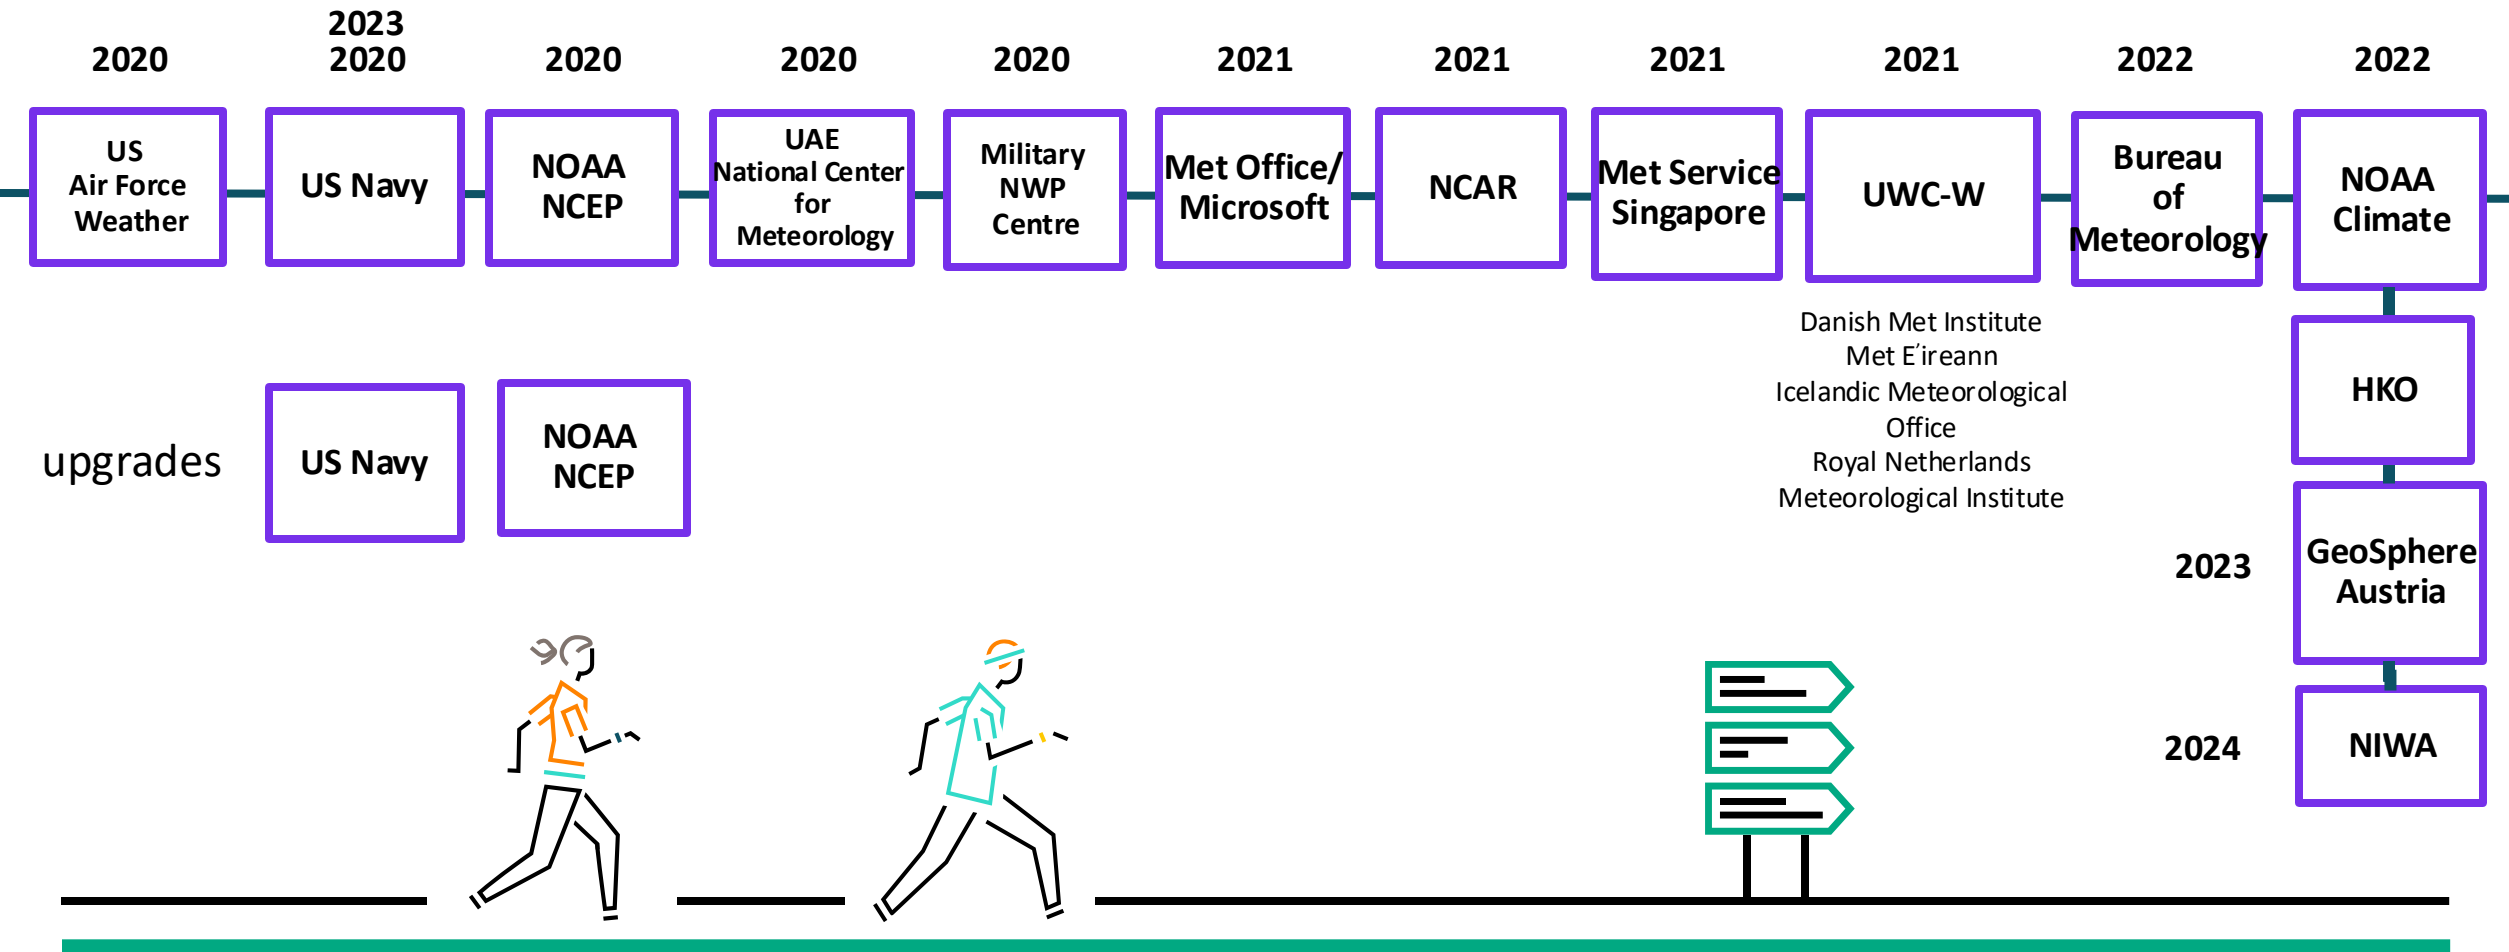 2023
2020
2020
2020
2020
2020
2021
2021
2021
2021
2022
2022
US
Air Force
Weather
US Navy
NOAA
NCEP
UAE
National Center
for
Meteorology
Military
NWP
Centre
Met Office/
Microsoft
NCAR
Met Service
Singapore
UWC-W
Bureau
of
Meteorology
NOAA
Climate
Danish Met Institute
Met E'ireann
Icelandic Meteorological
Office
Royal Netherlands
Meteorological Institute
HKO
upgrades
US Navy
NOAA
NCEP
2023
GeoSphere
Austria
2024
NIWA